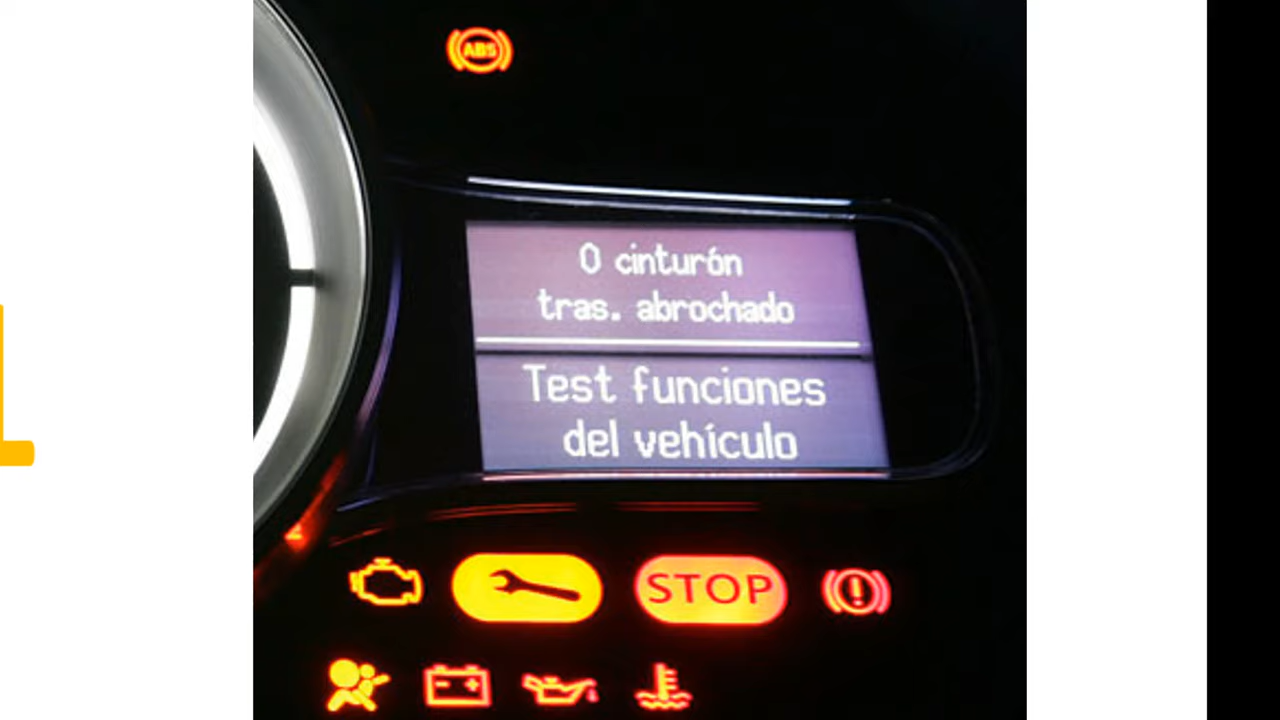 ABS
0 cinturón
tras. abrochado
Test funciones
del vehículo
STOP